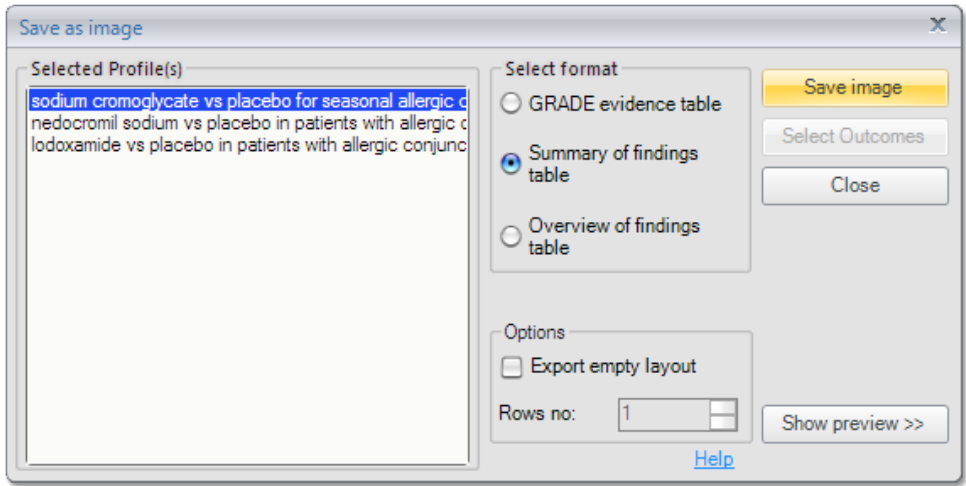 Save as image
Selected Profile(s)
sodium cromoglycate vs placebo for seasonal allergic
nedocromil sodium vs placebo in patients with allergic
lodoxamide vs placebo in patients with allergic conjunc
Select format
GRADE evidence table
Summary of findings
table
Overview of findings
table
Options
Export empty layout
Rows no:
1
Help
Save image
Select Outcomes
Close
Show preview >>